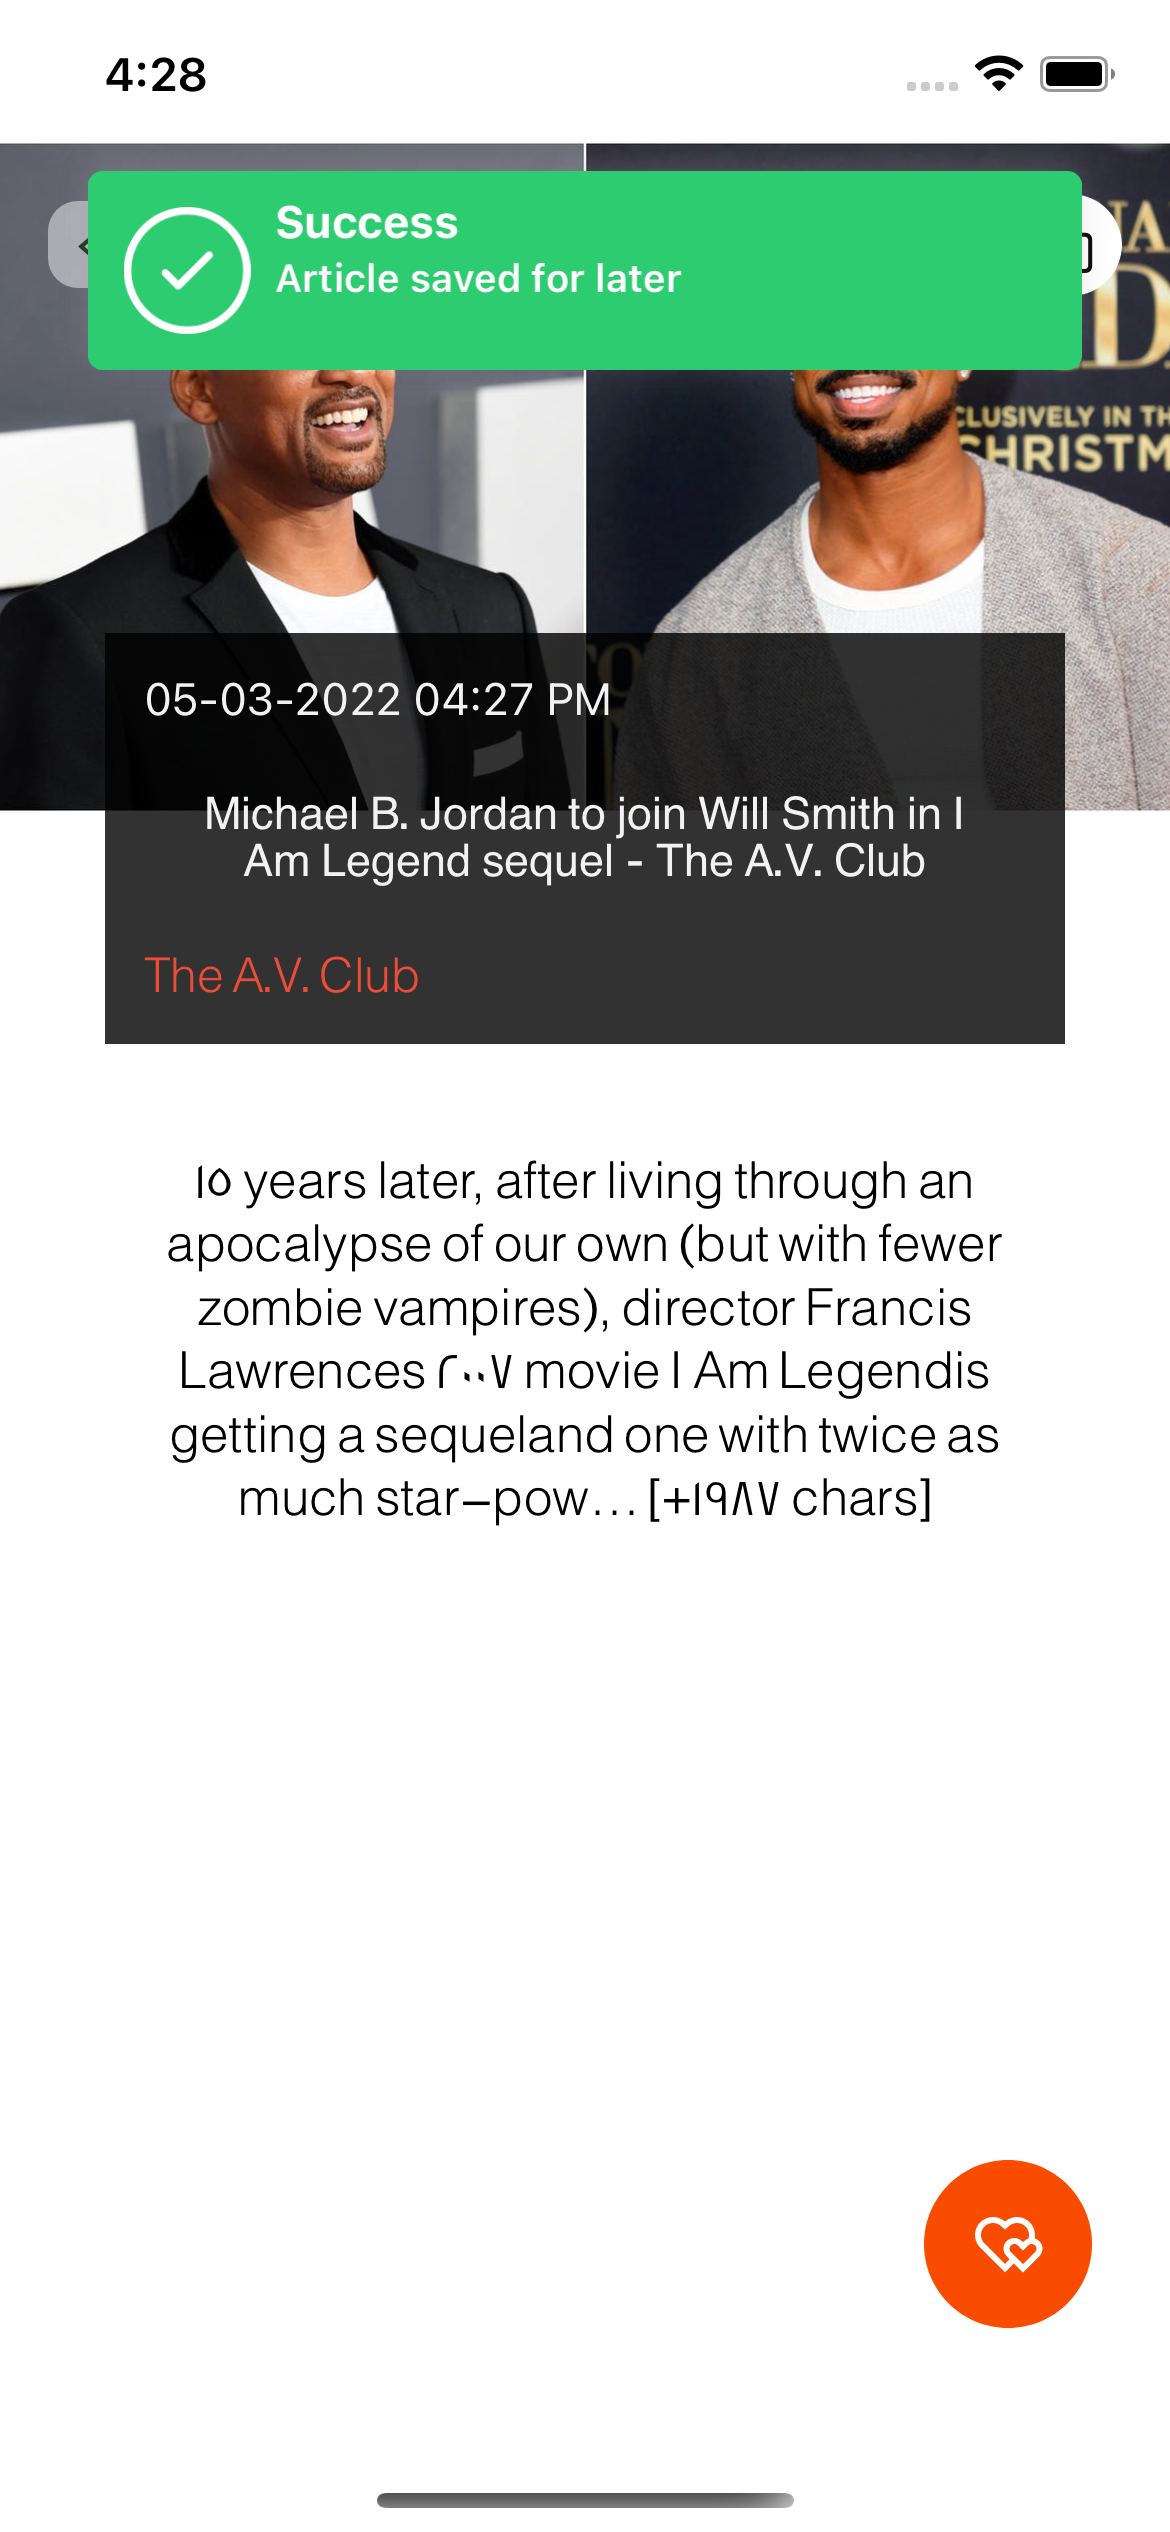 4:28
Success
Article saved for later
CLUSIVELY IN TH
CHRISTM
05-03-2022 04:27 PM
Michael B. Jordan to join Will Smith in I
Am Legend sequel - The A.V. Club
The A.V. Club
۱۵ years later, after living through an
apocalypse of our own (but with fewer
zombie vampires), director Francis
Lawrences ۲۰۰۷ movie I Am Legendis
getting a sequeland one with twice as
much star–pow… [+۱۹۸۷ chars]